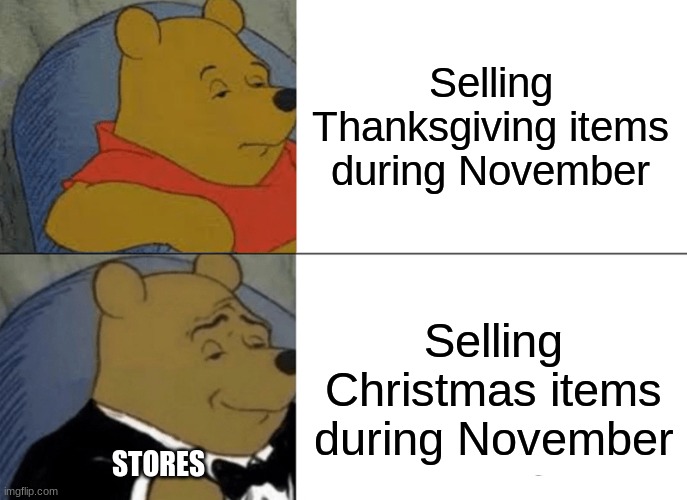 Selling
Thanksgiving items
during November
Selling
Christmas items
during November
STORES
imgflip.com